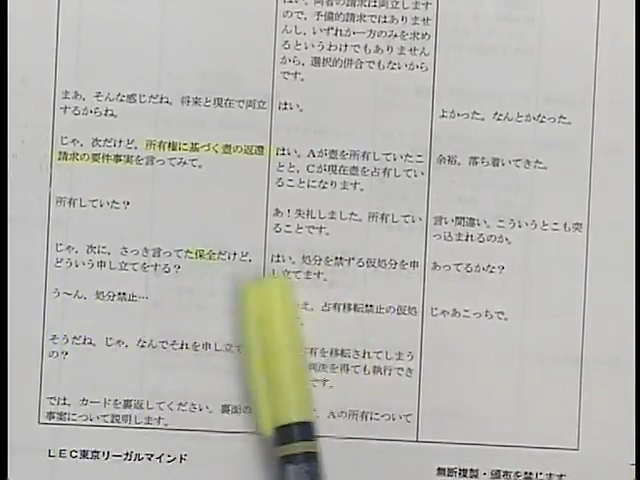 はい。両者の請求は両立します
ので、予備的請求ではありませ
んし、いずれか一方のみを求め
るというわけでもありません
から、選択的併合でもないから
です。
まあ、そんな感じだね。将来と現在で両立
するからね。
はい。
よかった。なんとかなった。
じゃ、次だけど、所有権に基づく壺の返還
請求の要件事実を言ってみて。
はい。Aが壺を所有していたこ
とと、Cが現在壺を占有してい
ることになります。
余裕。落ち着いてきた。
所有していた？
あ！失礼しました。所有してい
ることです。
言い間違い。こういうとこも突
っ込まれるのか。
じゃ、次に、さっき言ってた保全だけど、
どういう申し立てをする？
はい。処分を禁ずる仮処分を申
し立てます。
あってるかな？
う～ん、処分禁止…
え、占有移転禁止の仮処
じゃあこっちで。
そうだね。じゃ、なんでそれを申し立て
の？
有を移転されてしまう
判決を得ても執行でき
です。
では、カードを裏返してください。裏面の
事案について説明します。
、Aの所有について
ＬＥＣ東京リーガルマインド
無断複製・頒布を禁じます